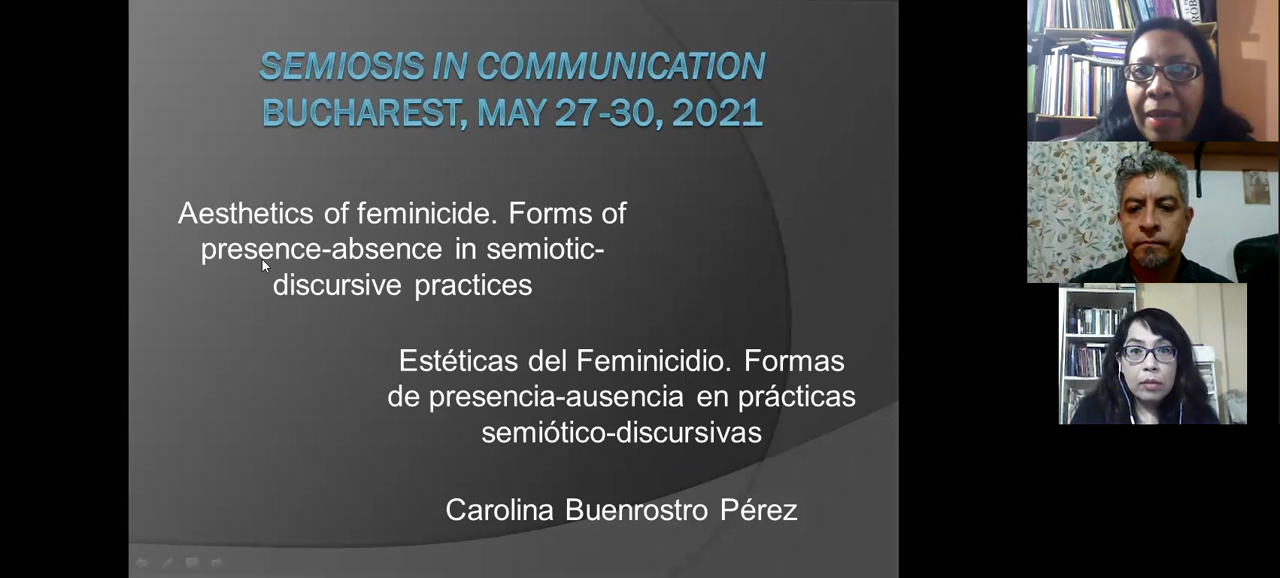 SEMIOSIS IN COMMUNICATION
BUCHAREST, MAY 27-30, 2021
Aesthetics of feminicide. Forms of
presence-absence in semiotic-
discursive practices
Estéticas del Feminicidio. Formas
de presencia-ausencia en prácticas
semiótico-discursivas
Carolina Buenrostro Pérez